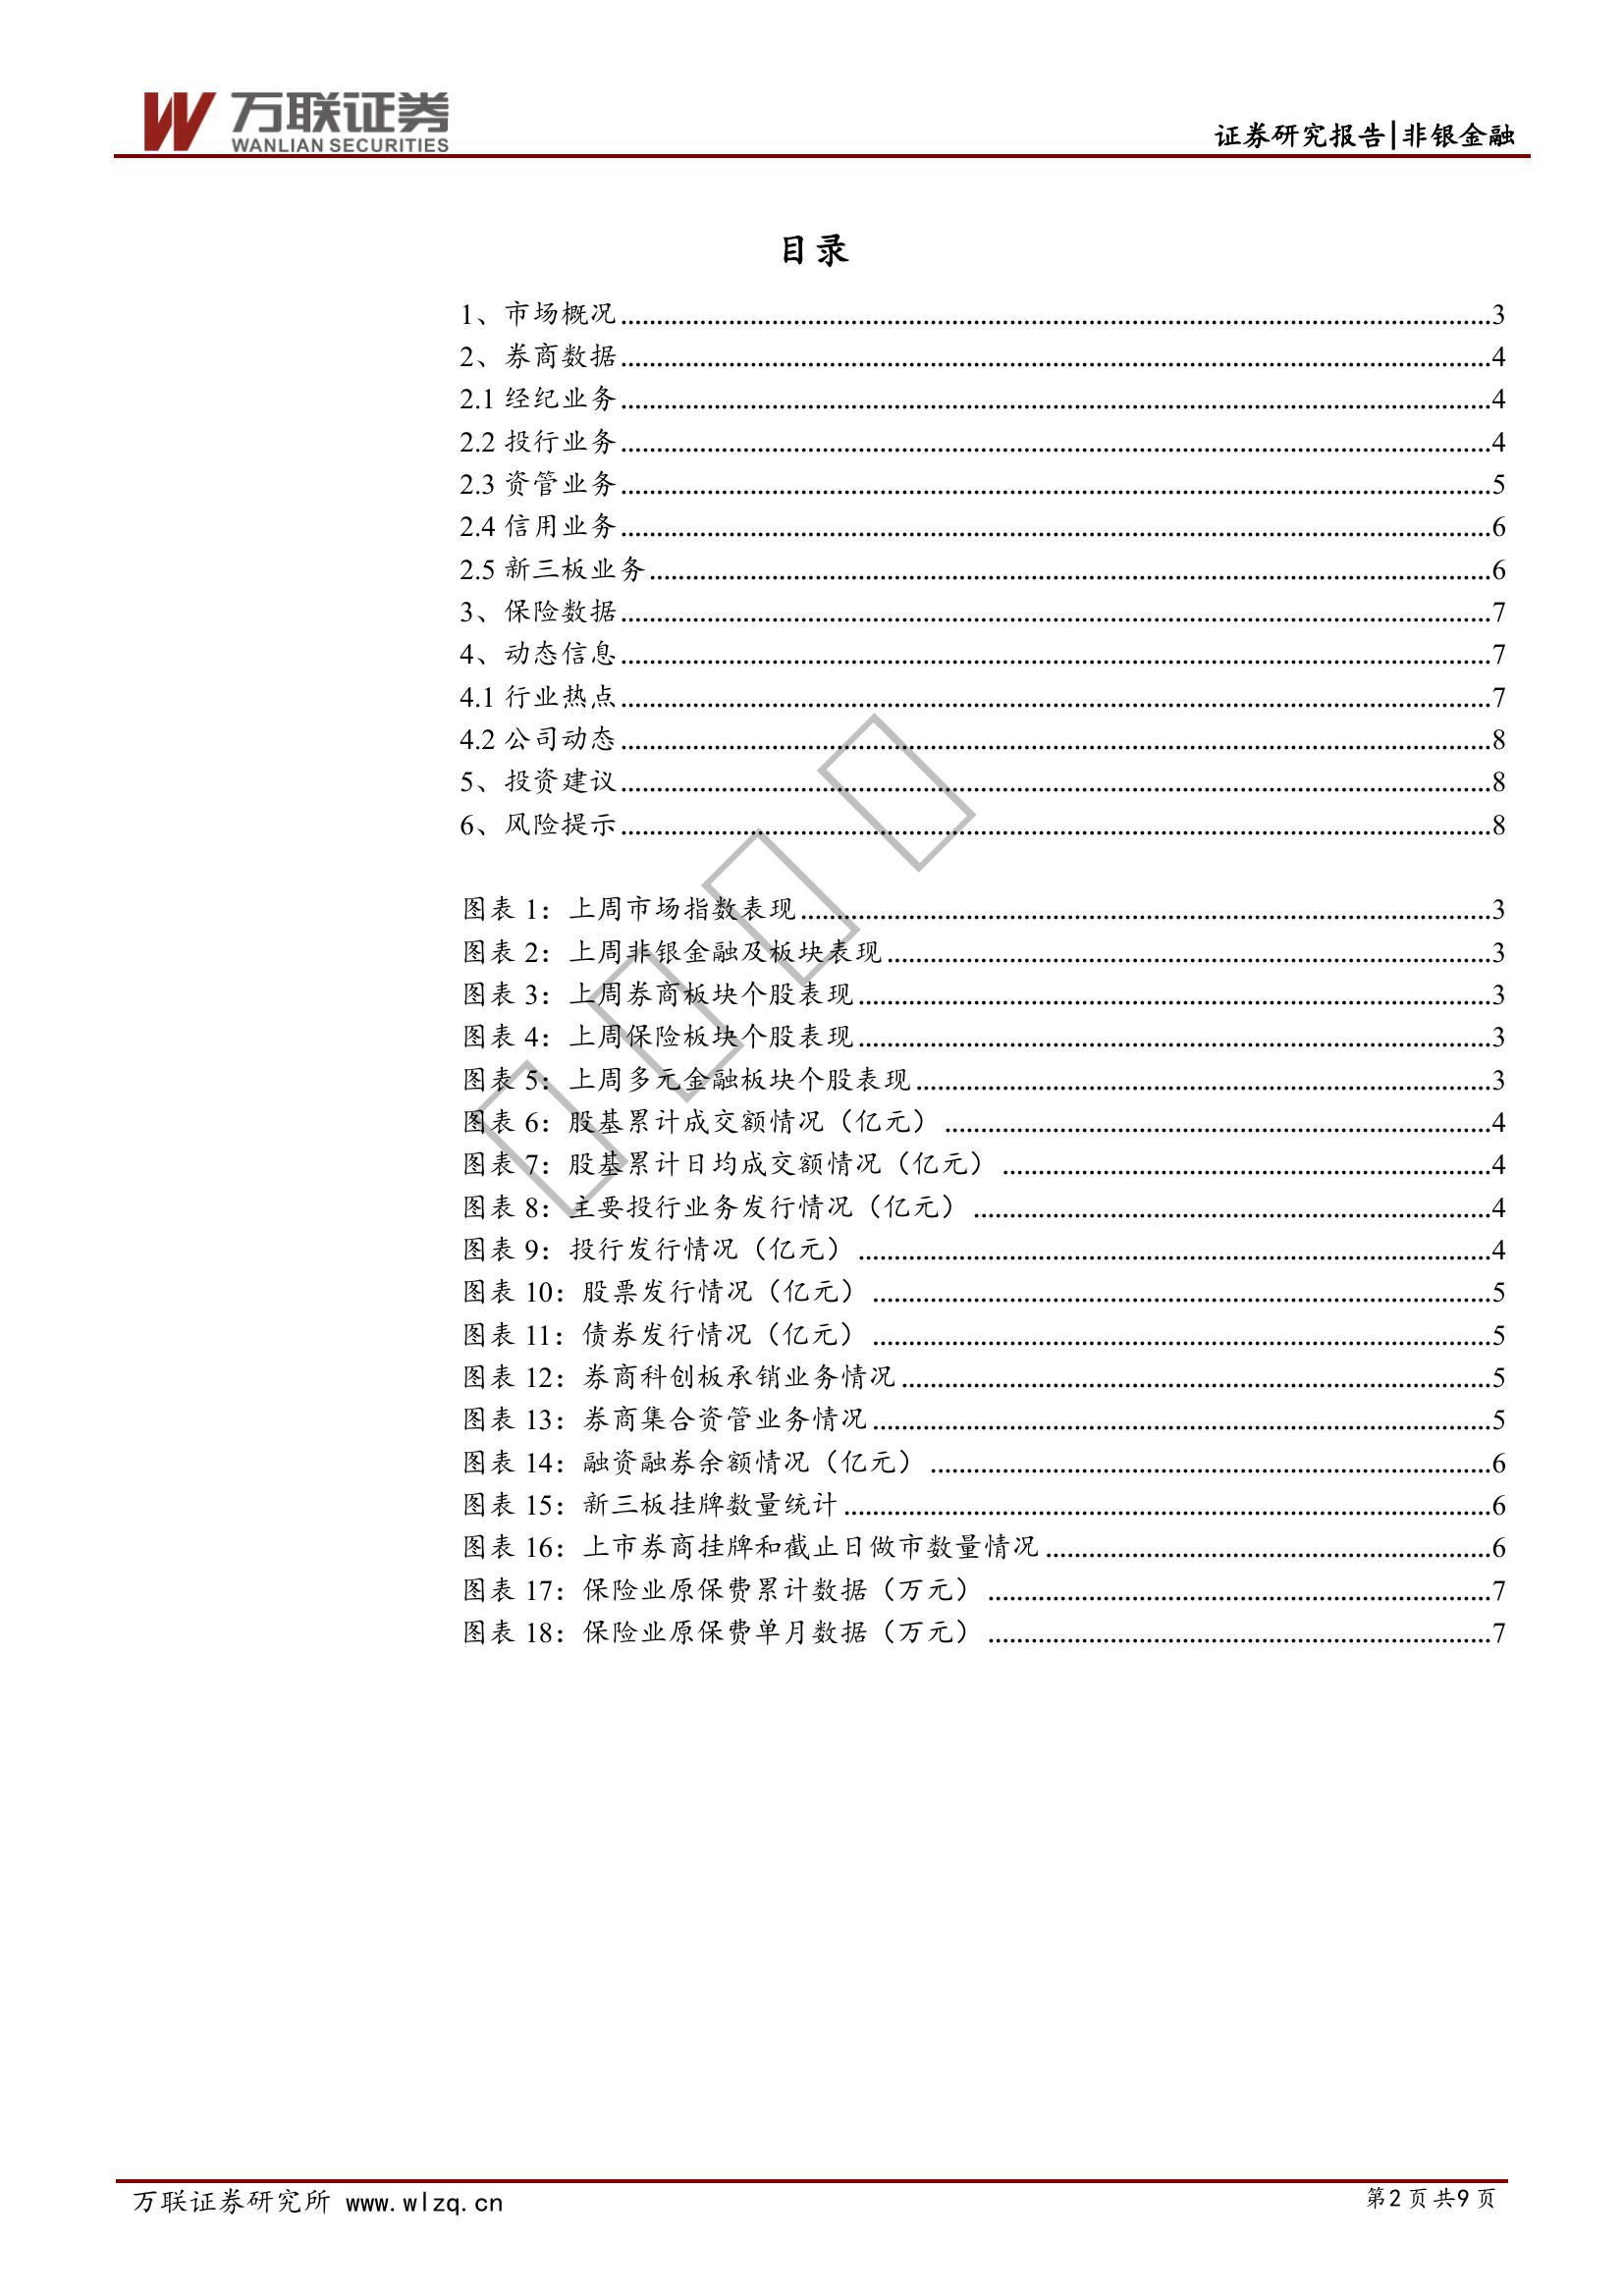 万联证券
WANLIAN SECURITIES
证券研究报告|非银金融
目录
1、市场概况......3
2、券商数据......4
2.1 经纪业务......4
2.2 投行业务......4
2.3 资管业务......5
2.4 信用业务......6
2.5 新三板业务......6
3、保险数据......7
4、动态信息......7
4.1 行业热点......7
4.2 公司动态......8
5、投资建议......8
6、风险提示......8
图表 1：上周市场指数表现......3
图表 2：上周非银金融及板块表现......3
图表 3：上周券商板块个股表现......3
图表 4：上周保险板块个股表现......3
图表 5：上周多元金融板块个股表现......3
图表 6：股基累计成交额情况（亿元）......4
图表 7：股基累计日均成交额情况（亿元）......4
图表 8：主要投行业务发行情况（亿元）......4
图表 9：投行发行情况（亿元）......4
图表 10：股票发行情况（亿元）......5
图表 11：债券发行情况（亿元）......5
图表 12：券商科创板承销业务情况......5
图表 13：券商集合资管业务情况......5
图表 14：融资融券余额情况（亿元）......6
图表 15：新三板挂牌数量统计......6
图表 16：上市券商挂牌和截止日做市数量情况......6
图表 17：保险业原保费累计数据（万元）......7
图表 18：保险业原保费单月数据（万元）......7
万联证券研究所 www.wlzq.cn
第2页 共9页